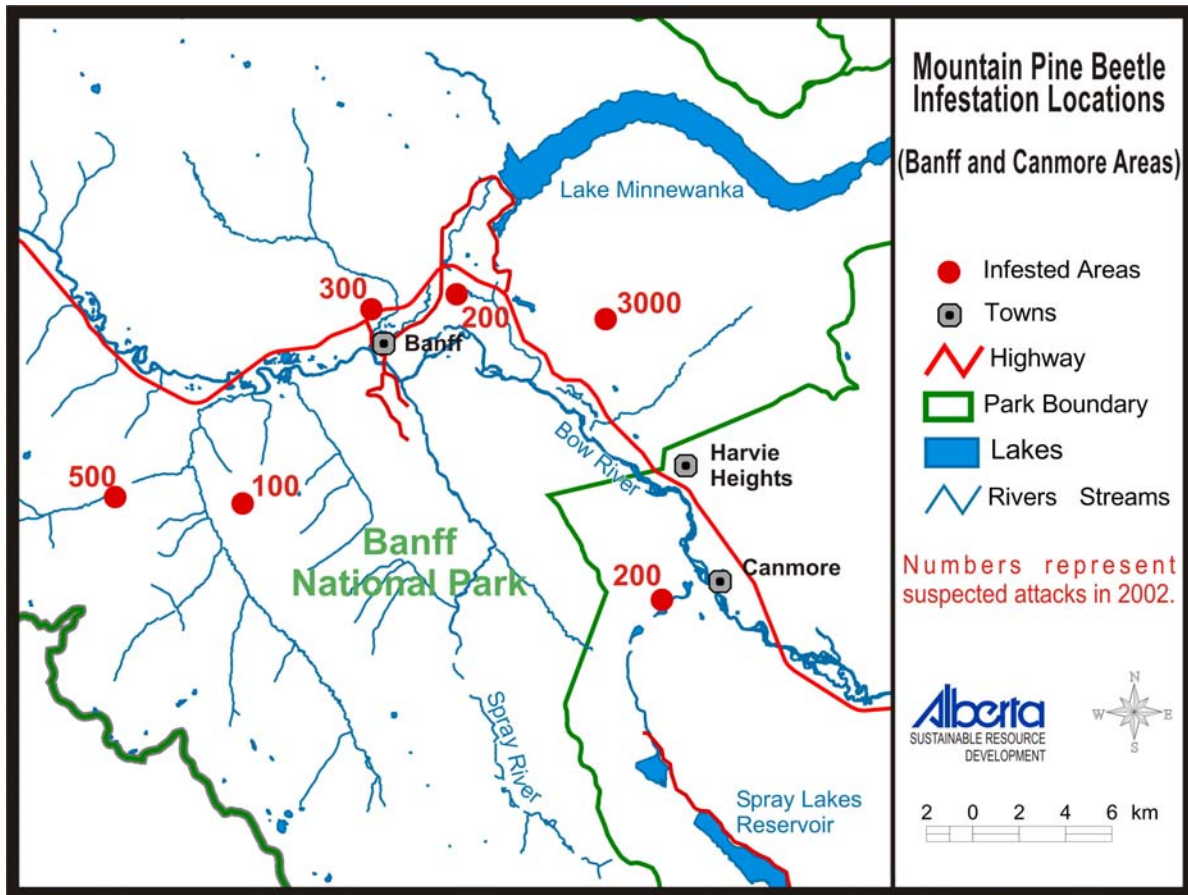 Mountain Pine Beetle
Infestation Locations
(Banff and Canmore Areas)
Infested Areas
Towns
Highway
Park Boundary
Lakes
Rivers Streams
Numbers represent
suspected attacks in 2002.
Alberta
SUSTAINABLE RESOURCE
DEVELOPMENT
N
W E
S
2 0 2 4 6 km
Lake Minnewanka
300
200
3000
Banff
Bow River
Harvie
Heights
500
100
Banff
National Park
200
Canmore
Spray River
Spray Lakes
Reservoir